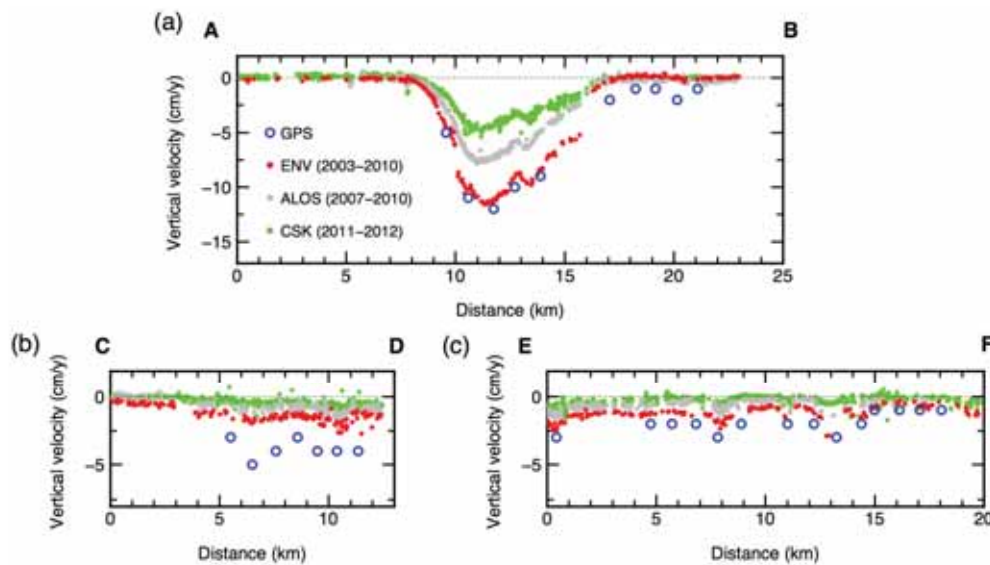 (a) A B
Vertical velocity (cm/y)
0
−5
−10
−15
GPS
ENV (2003−2010)
ALOS (2007−2010)
CSK (2011−2012)
0 5 10 15 20 25
Distance (km)
(b) C D
Vertical velocity (cm/y)
0
−5
0 5 10
Distance (km)
(c) E F
Vertical velocity (cm/y)
0
−5
0 5 10 15 20
Distance (km)